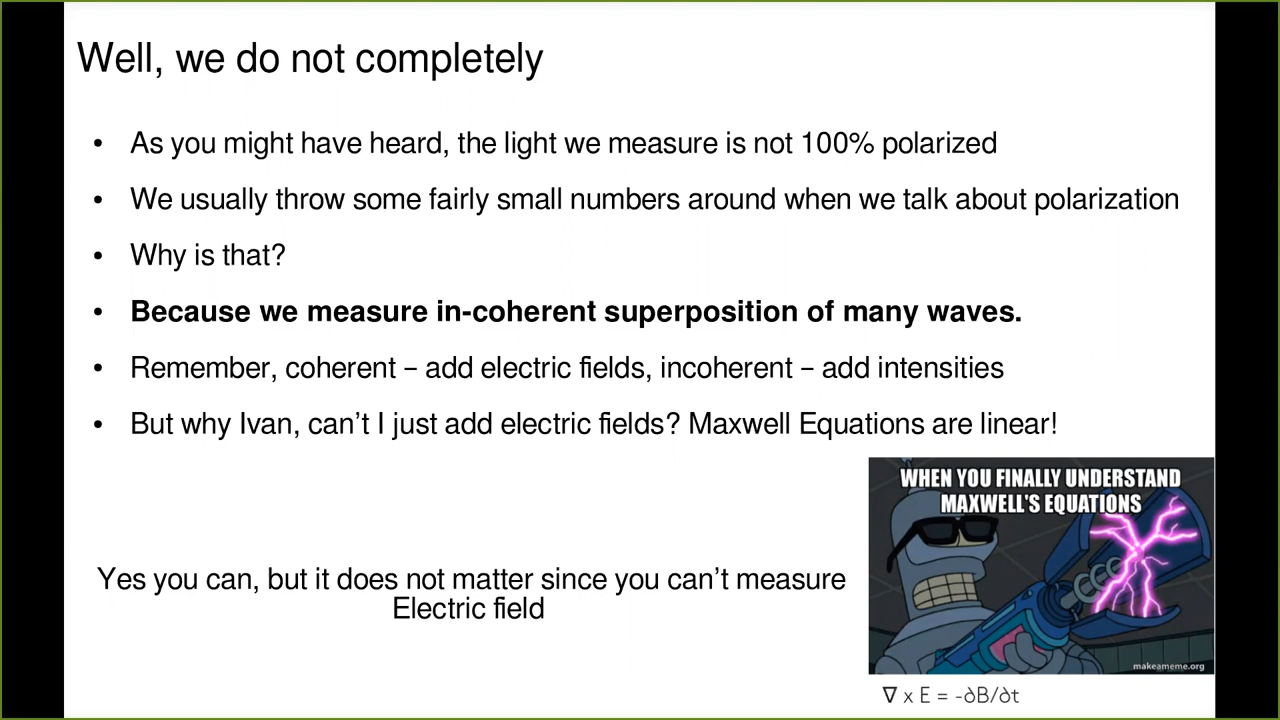 Well, we do not completely
• As you might have heard, the light we measure is not 100% polarized
• We usually throw some fairly small numbers around when we talk about polarization
• Why is that?
• Because we measure in-coherent superposition of many waves.
• Remember, coherent – add electric fields, incoherent – add intensities
• But why Ivan, can’t I just add electric fields? Maxwell Equations are linear!
WHEN YOU FINALLY UNDERSTAND
MAXWELL'S EQUATIONS
Yes you can, but it does not matter since you can’t measure
Electric field
makeameme.org
∇ x E = -∂B/∂t